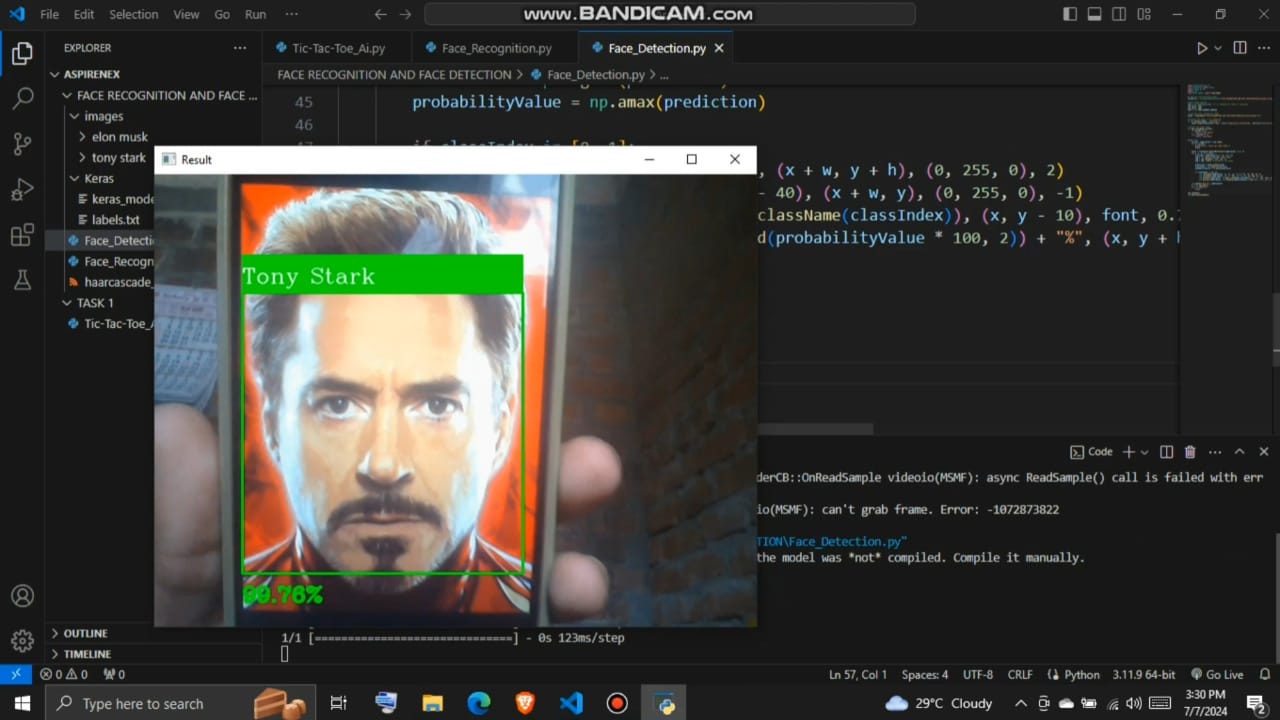 File Edit Selection View Go Run ···
www.BANDICAM.com
EXPLORER ···
Tic-Tac-Toe_Ai.py
Face_Recognition.py
Face_Detection.py
ASPIRENEX
FACE RECOGNITION AND FACE ...
images
elon musk
tony stark
Keras
keras_mode
labels.txt
Face_Detecti
Face_Recogn
haarcascade_
TASK 1
Tic-Tac-Toe_A
OUTLINE
TIMELINE
FACE RECOGNITION AND FACE DETECTION > Face_Detection.py > ...
45 probabilityValue = np.amax(prediction)
46
, (x + w, y + h), (0, 255, 0), 2)
- 40), (x + w, y), (0, 255, 0), -1)
className(classIndex)), (x, y - 10), font, 0.
d(probabilityValue * 100, 2)) + "%", (x, y + h
Result
Tony Stark
99.76%
Code
derCB::OnReadSample videoio(MSMF): async ReadSample() call is failed with err
io(MSMF): can't grab frame. Error: -1072873822
TION\Face_Detection.py"
the model was *not* compiled. Compile it manually.
1/1 [==============================] - 0s 123ms/step
0 0 0
Ln 57, Col 1 Spaces: 4 UTF-8 CRLF Python 3.11.9 64-bit Go Live
Type here to search
29°C Cloudy
3:30 PM
7/7/2024
2